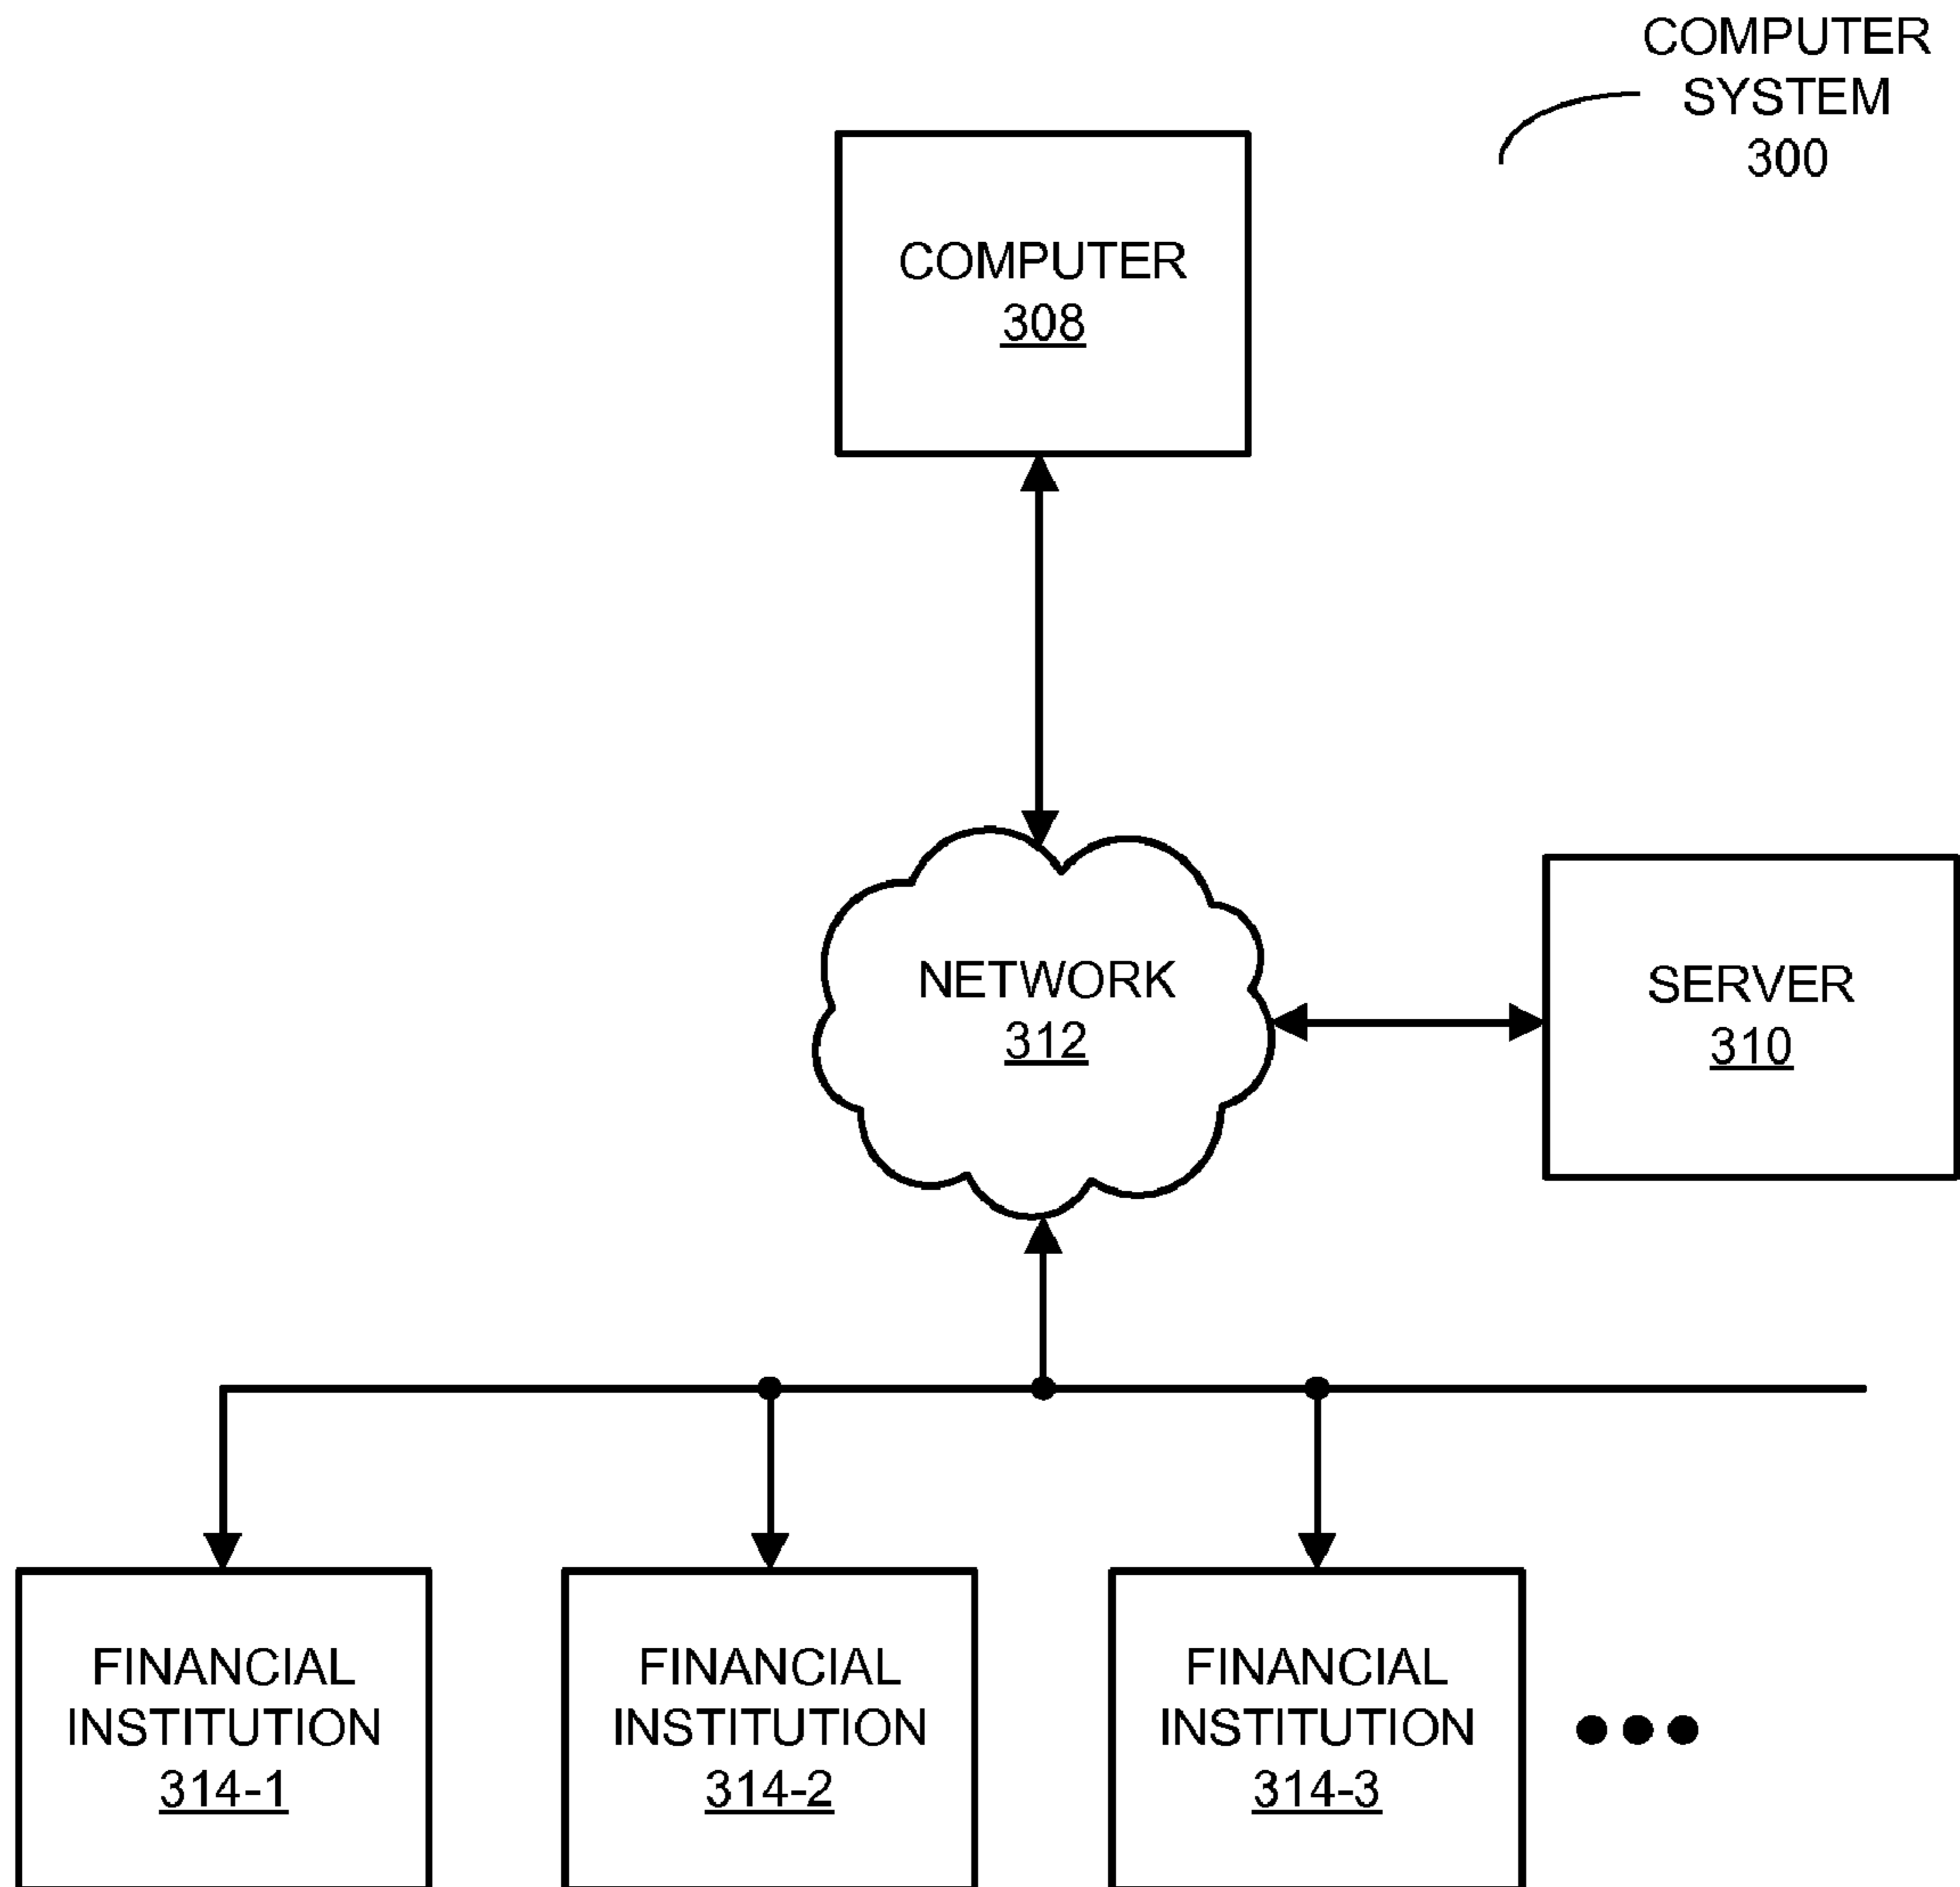 COMPUTER
SYSTEM
300
COMPUTER
308
NETWORK
312
SERVER
310
FINANCIAL
INSTITUTION
314-1
FINANCIAL
INSTITUTION
314-2
FINANCIAL
INSTITUTION
314-3